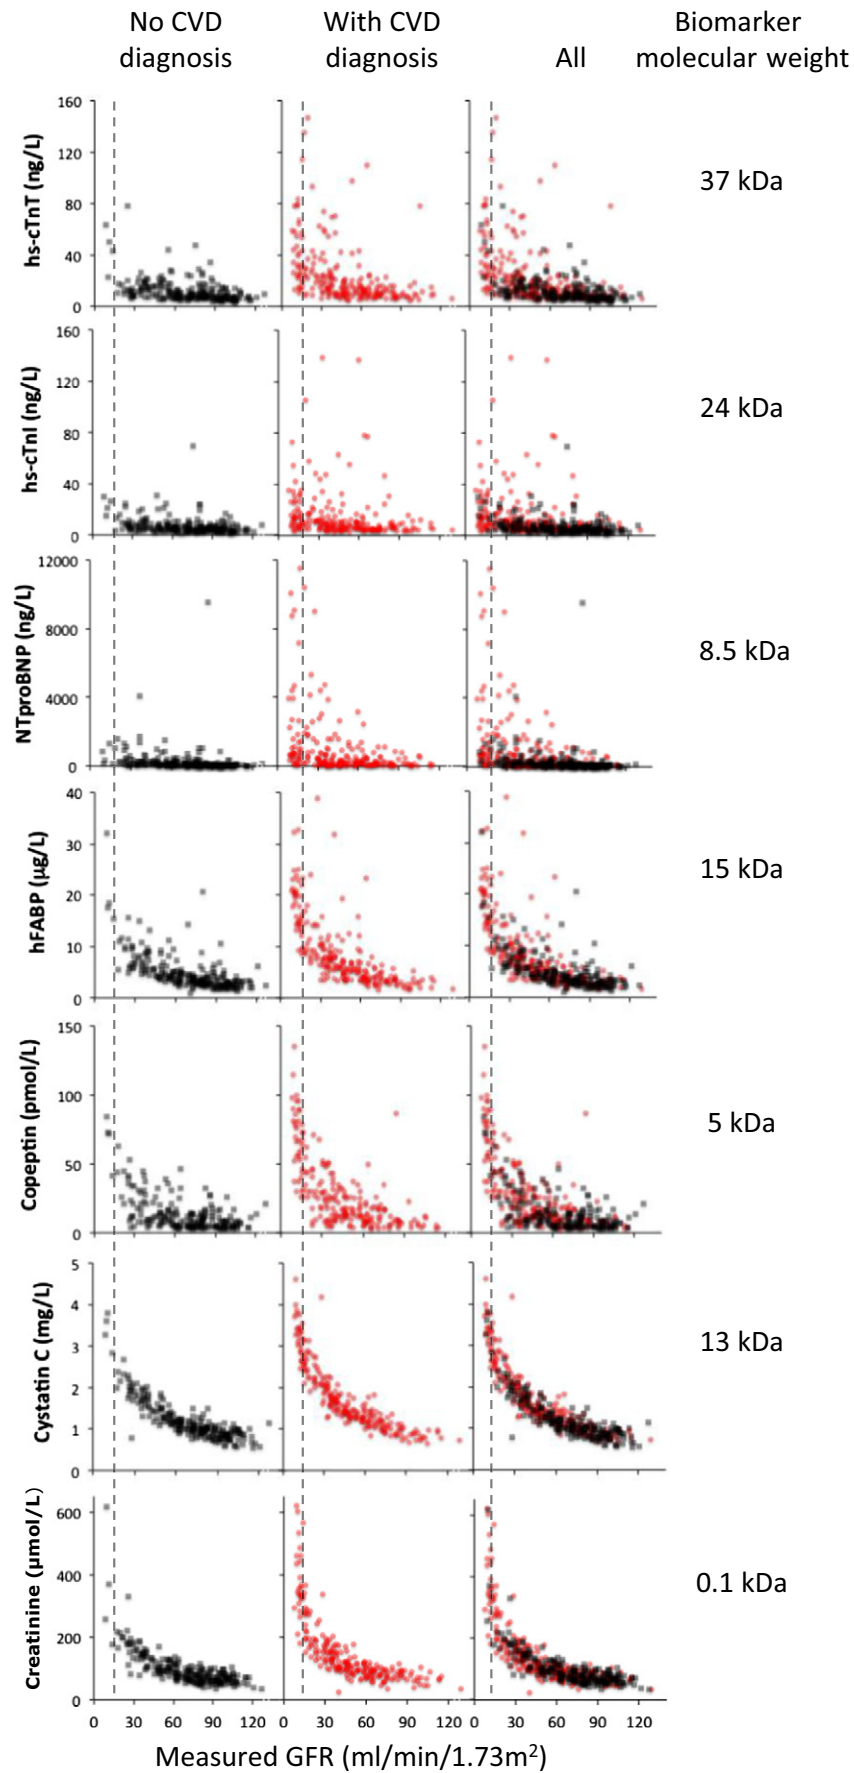 No CVD diagnosis
With CVD diagnosis
All
Biomarker molecular weight
hs-cTnT (ng/L)
160
120
80
40
0
37 kDa
hs-cTnI (ng/L)
160
120
80
40
0
24 kDa
NTproBNP (ng/L)
12000
8000
4000
0
8.5 kDa
hFABP (µg/L)
40
30
20
10
0
15 kDa
Copeptin (pmol/L)
150
100
50
0
5 kDa
Cystatin C (mg/L)
5
4
3
2
1
0
13 kDa
Creatinine (µmol/L)
600
400
200
0
0.1 kDa
0 30 60 90 120 0 30 60 90 120 0 30 60 90 120
Measured GFR (ml/min/1.73m²)